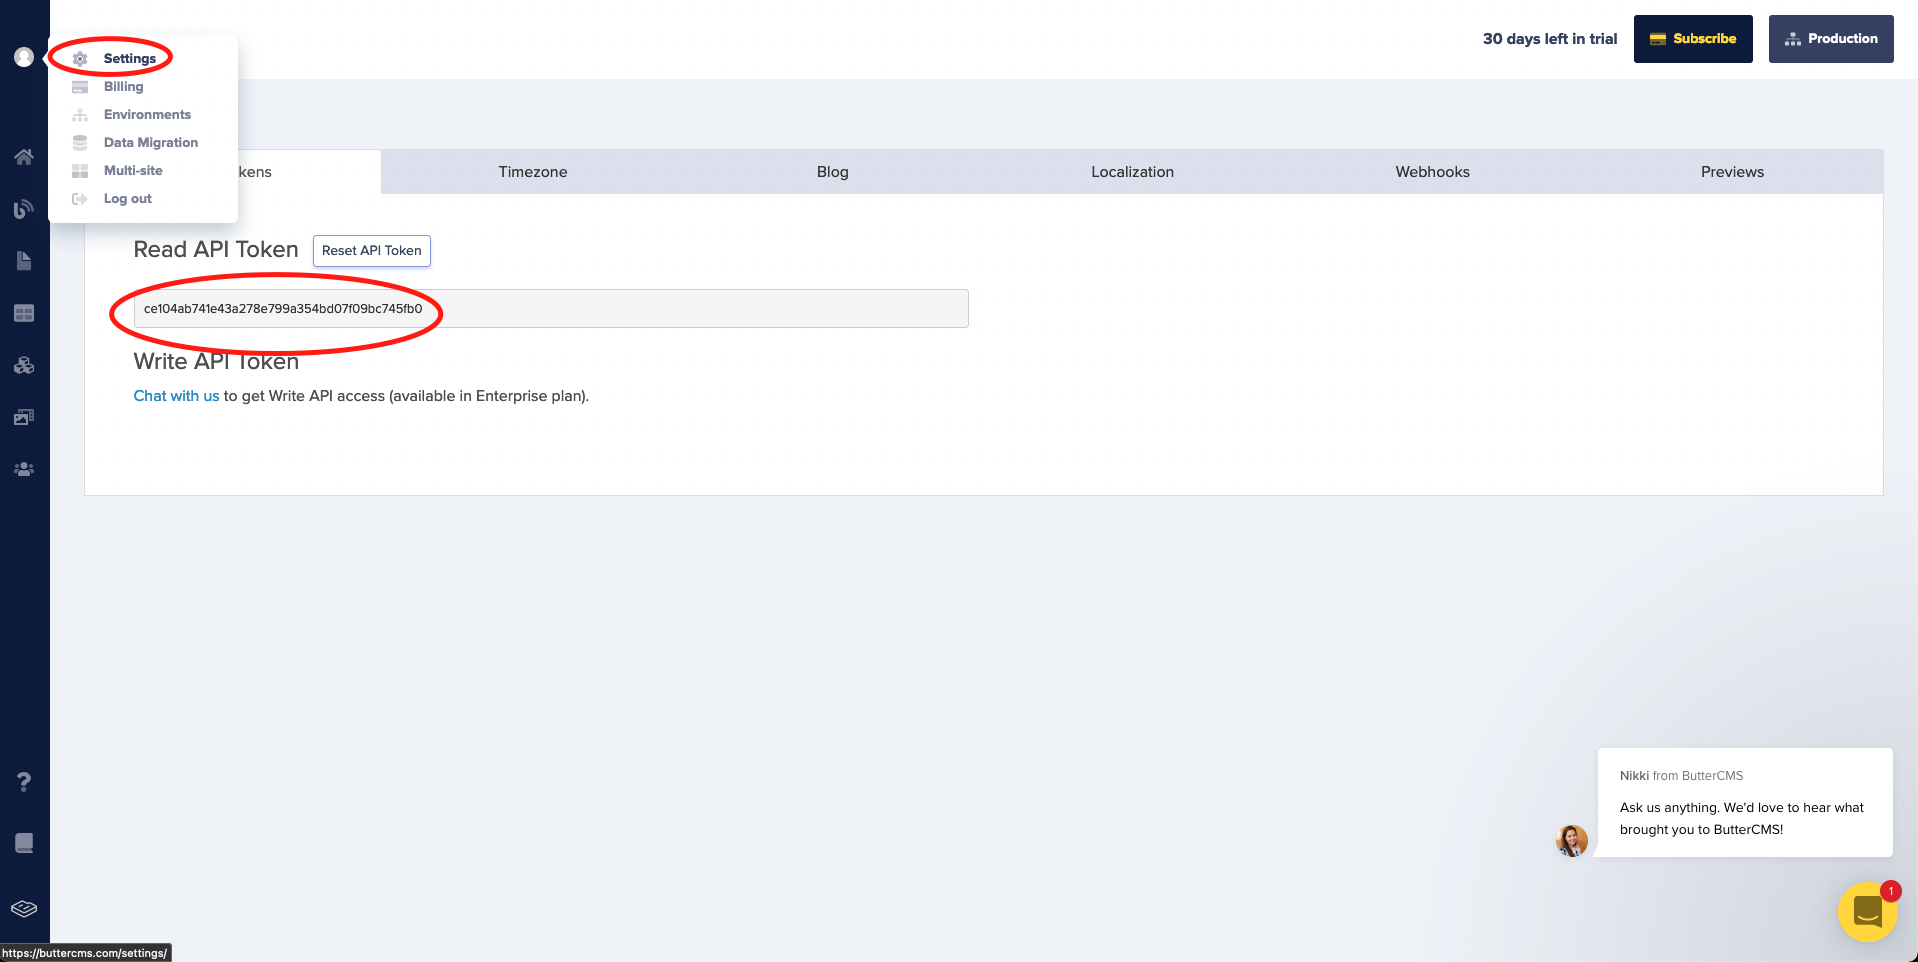 30 days left in trial
Subscribe
Production
Settings
Billing
Environments
Data Migration
Multi-site
Log out
kens
Timezone
Blog
Localization
Webhooks
Previews
Read API Token
Reset API Token
ce104ab741e43a278e799a354bd07f09bc745fb0
Write API Token
Chat with us to get Write API access (available in Enterprise plan).
Nikki from ButterCMS
Ask us anything. We'd love to hear what
brought you to ButterCMS!
1
https://buttercms.com/settings/